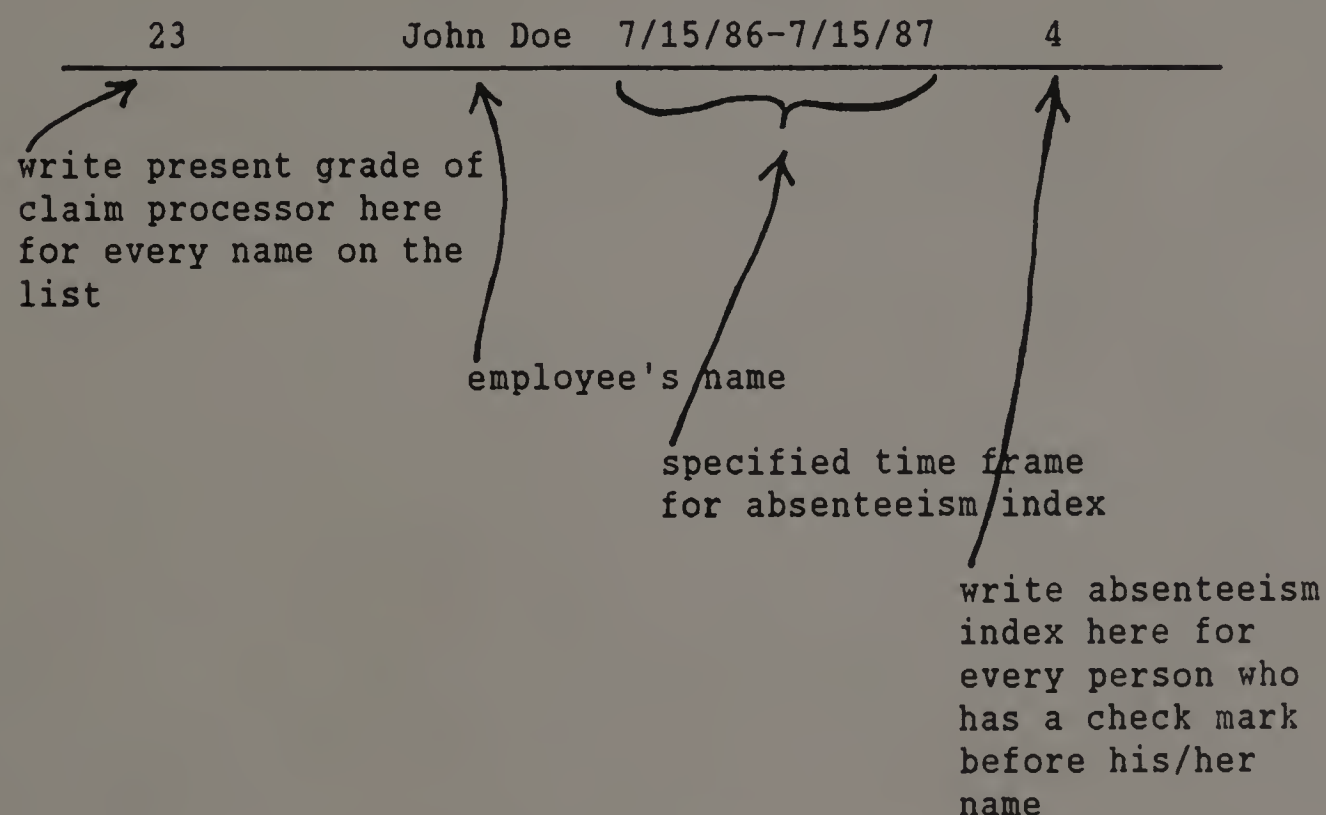 23 John Doe 7/15/86-7/15/87 4
write present grade of
claim processor here
for every name on the
list
employee's name
specified time frame
for absenteeism index
write absenteeism
index here for
every person who
has a check mark
before his/her
name